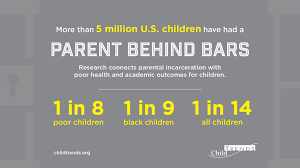 More than 5 million U.S. children have had a
PARENT BEHIND BARS
Research connects parental incarceration with
poor health and academic outcomes for children.
1 in 8
poor children
1 in 9
black children
1 in 14
all children
childtrends.org
Child
TRENDS